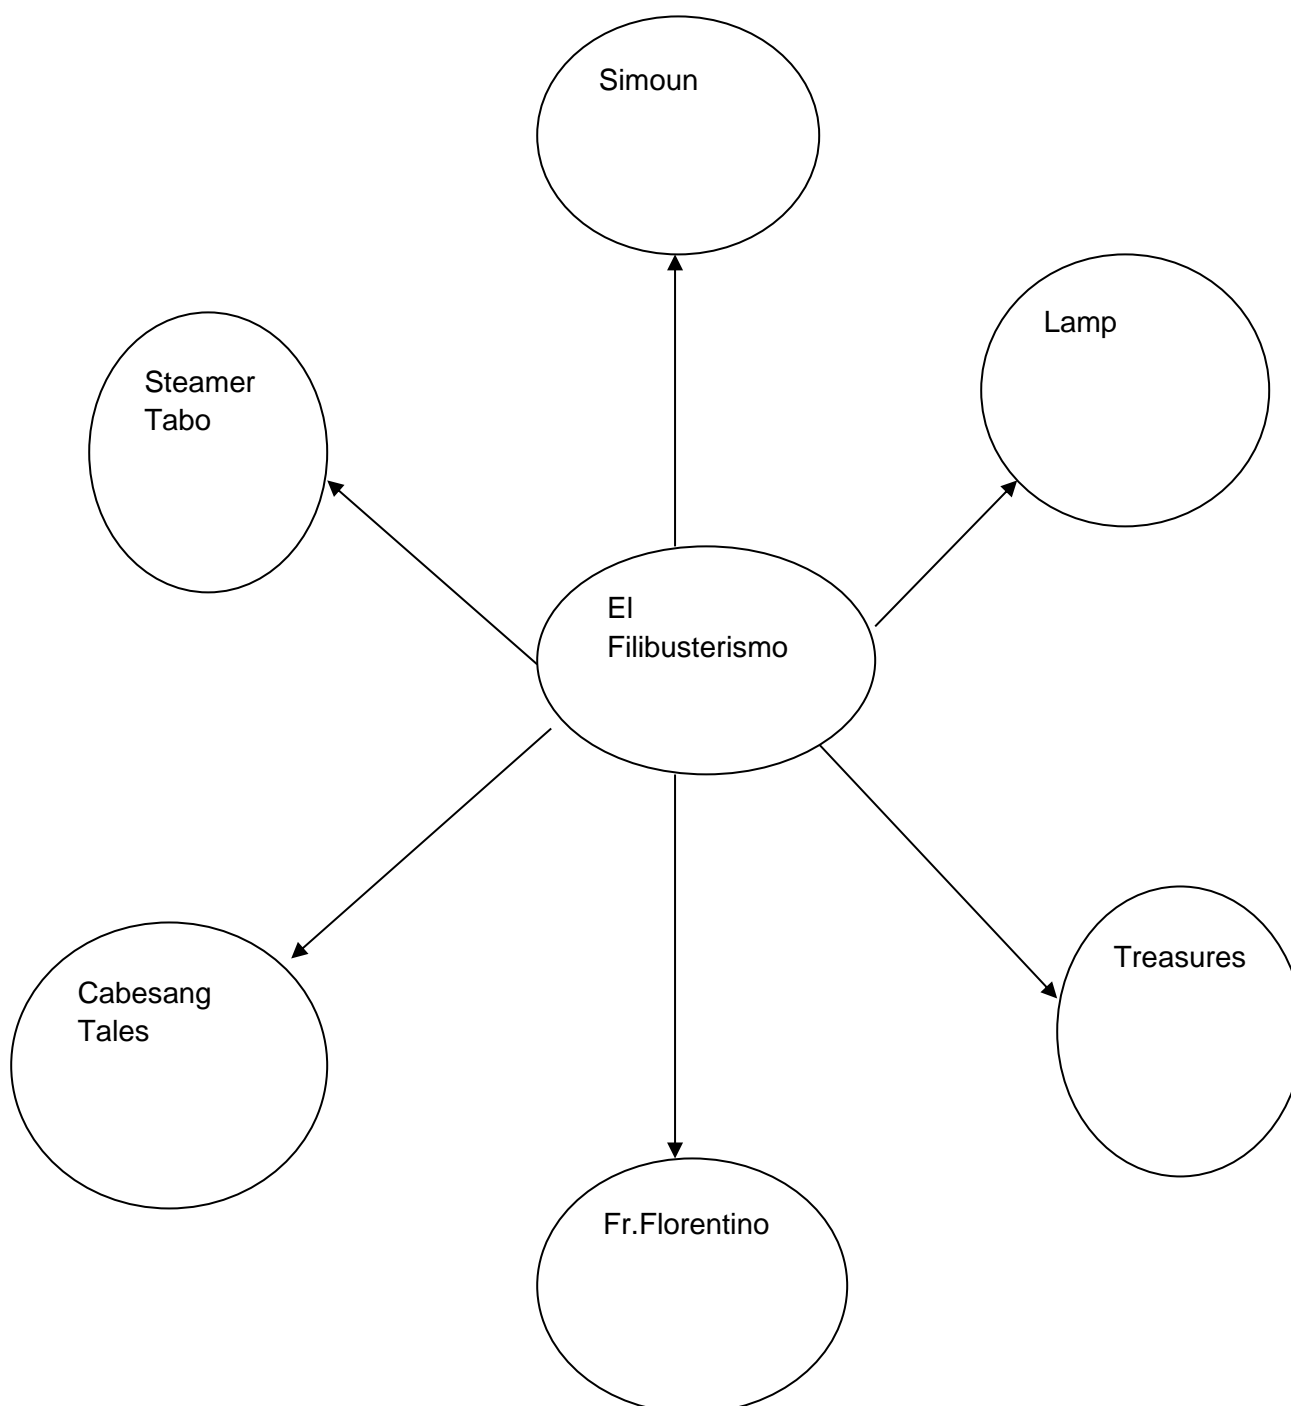 Simoun
Lamp
Steamer
Tabo
El
Filibusterismo
Treasures
Cabesang
Tales
Fr.Florentino